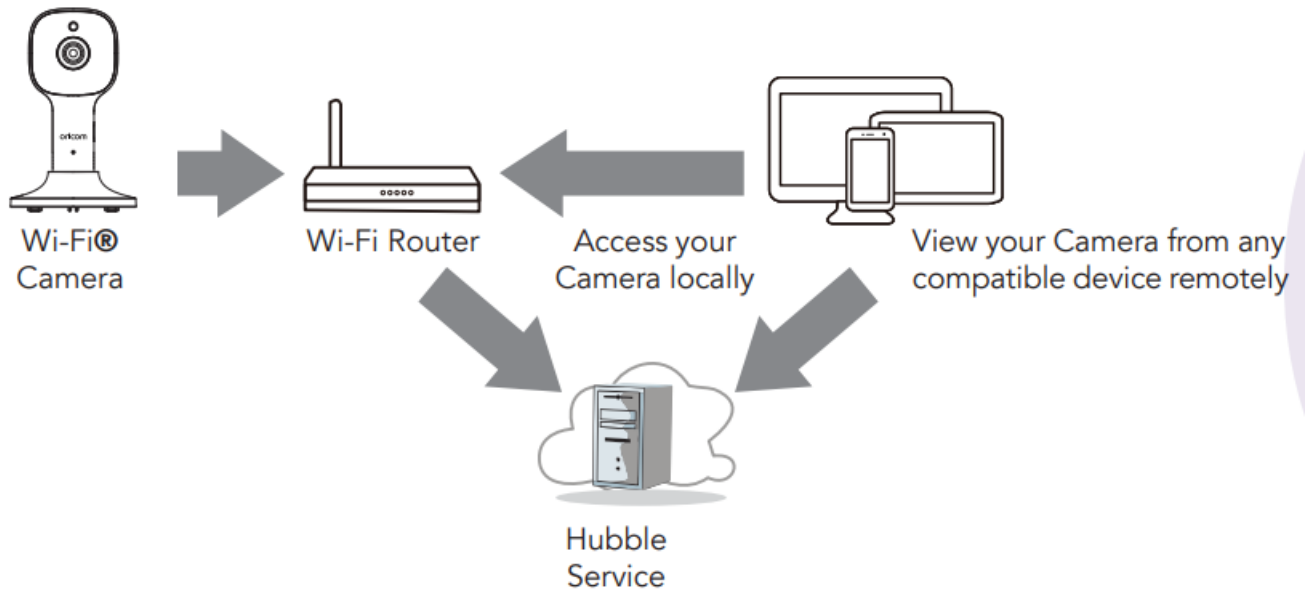 oricom
Wi-Fi®
Camera
Wi-Fi Router
Access your
Camera locally
View your Camera from any
compatible device remotely
Hubble
Service